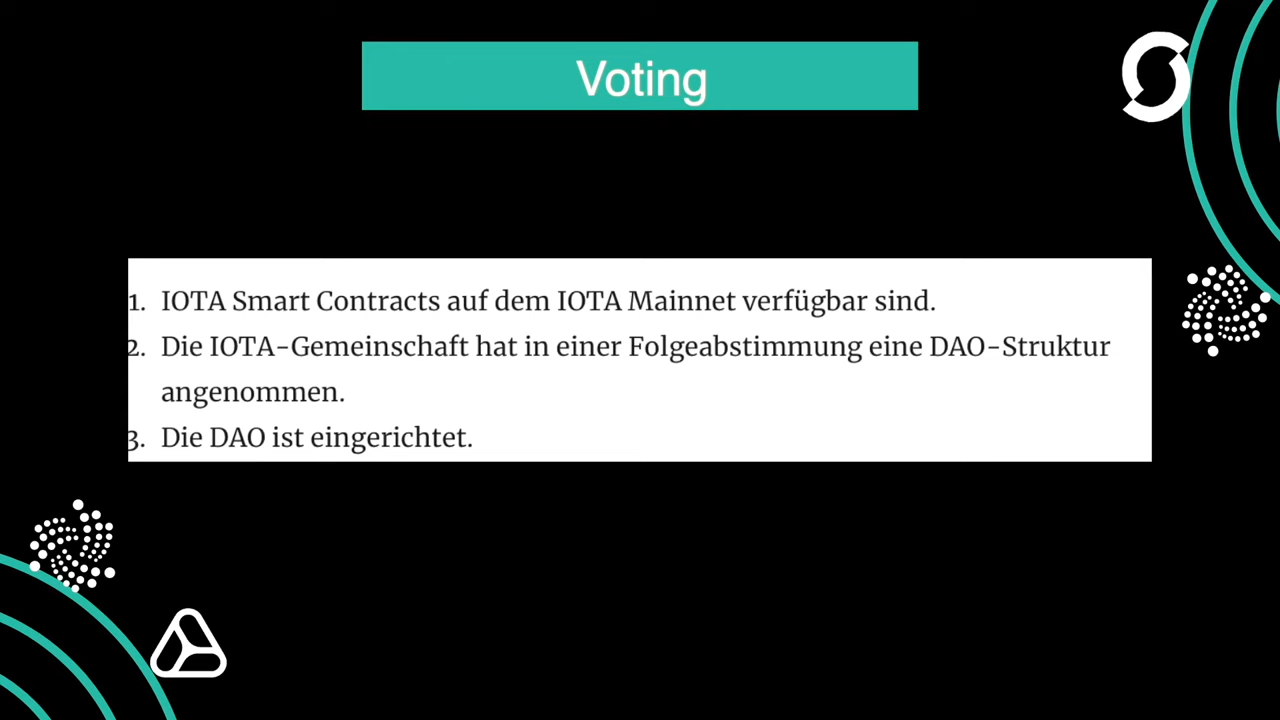 Voting
1. IOTA Smart Contracts auf dem IOTA Mainnet verfügbar sind.
2. Die IOTA-Gemeinschaft hat in einer Folgeabstimmung eine DAO-Struktur
angenommen.
3. Die DAO ist eingerichtet.